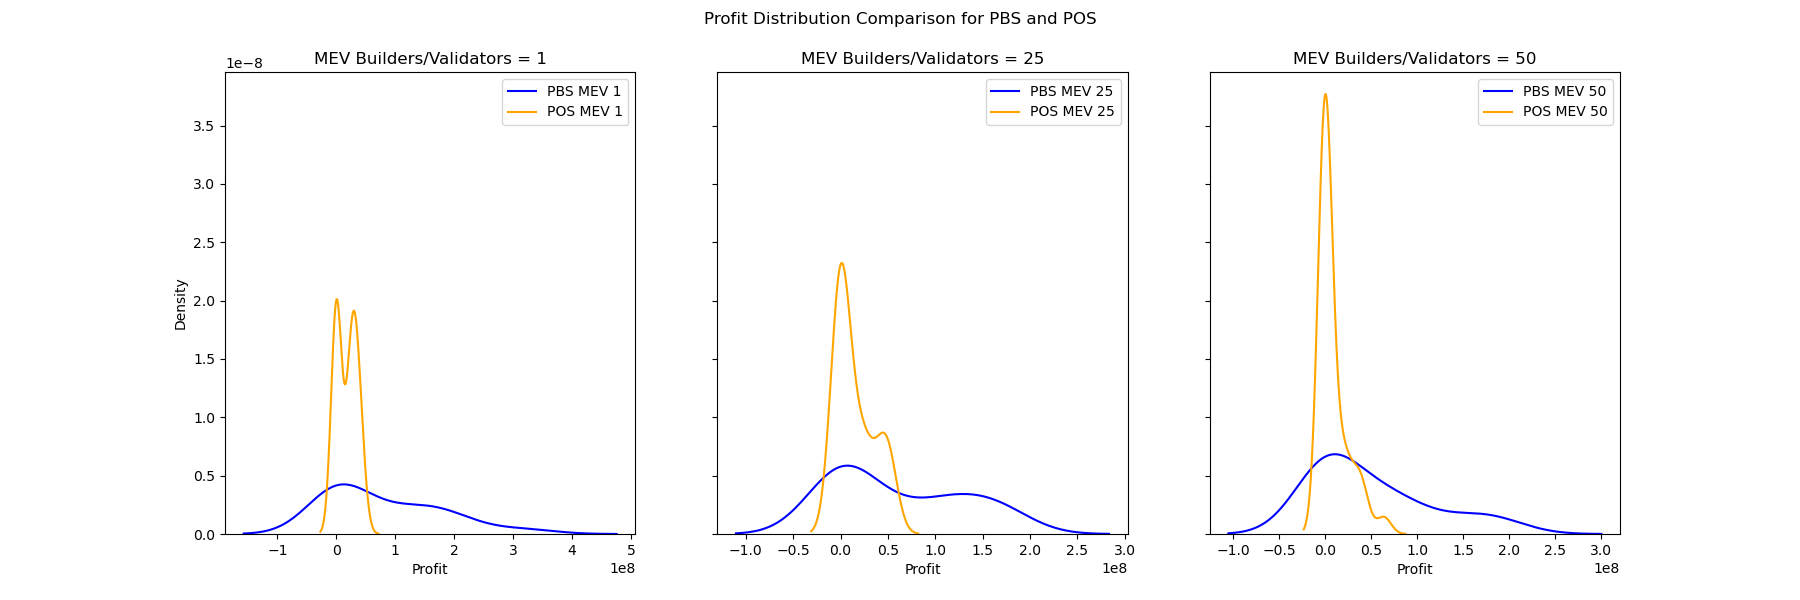 Profit Distribution Comparison for PBS and POS
MEV Builders/Validators = 1
1e−8
PBS MEV 1
POS MEV 1
3.5
3.0
2.5
2.0
1.5
1.0
0.5
0.0
Density
−1 0 1 2 3 4 5
Profit
1e8
MEV Builders/Validators = 25
PBS MEV 25
POS MEV 25
−1.0 −0.5 0.0 0.5 1.0 1.5 2.0 2.5 3.0
Profit
1e8
MEV Builders/Validators = 50
PBS MEV 50
POS MEV 50
−1.0 −0.5 0.0 0.5 1.0 1.5 2.0 2.5 3.0
Profit
1e8